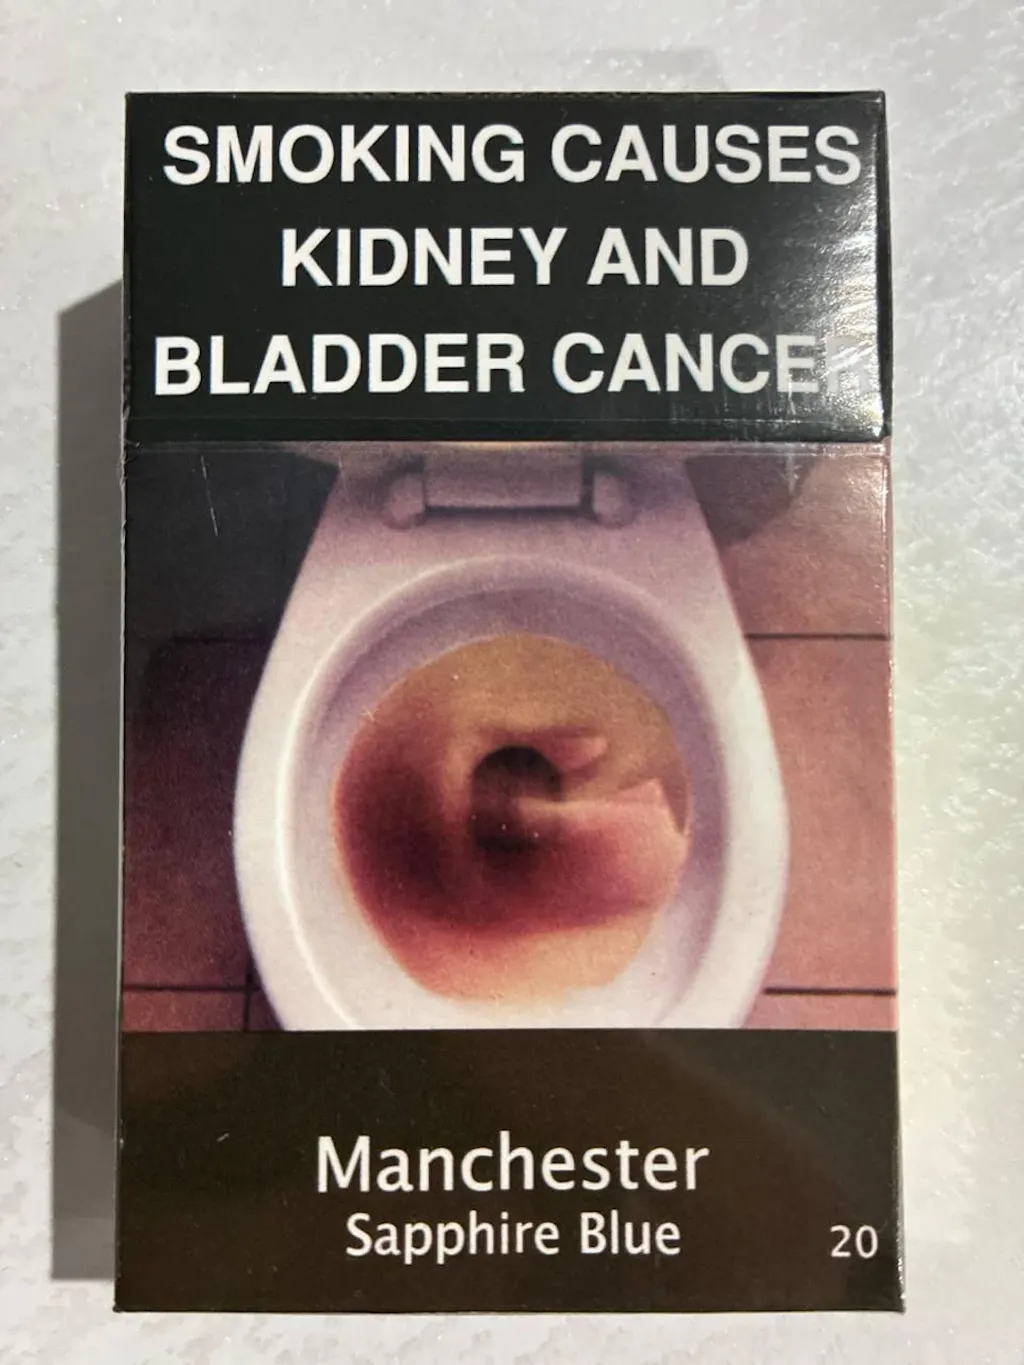 SMOKING CAUSES
KIDNEY AND
BLADDER CANCER
Manchester
Sapphire Blue
20